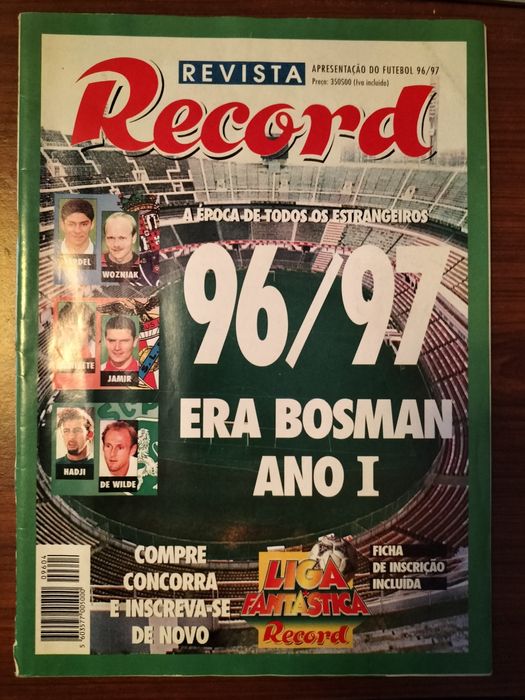 REVISTA
APRESENTAÇÃO DO FUTEBOL 96/97
Preço: 350$00 (Iva incluído)
Record
A ÉPOCA DE TODOS OS ESTRANGEIROS
WOZNIAK
JAMIR
HADJI
DE WILDE
96/97
ERA BOSMAN
ANO I
COMPRE
CONCORRA
E INSCREVA-SE
DE NOVO
LIGA
FANTÁSTICA
Record
FICHA
DE INSCRIÇÃO
INCLUÍDA
09604